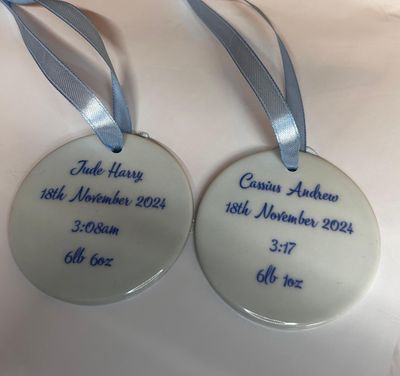 Jude Harry
18th November 2024
3:08am
6lb 6oz
Cassius Andrew
18th November 2024
3:17
6lb 1oz